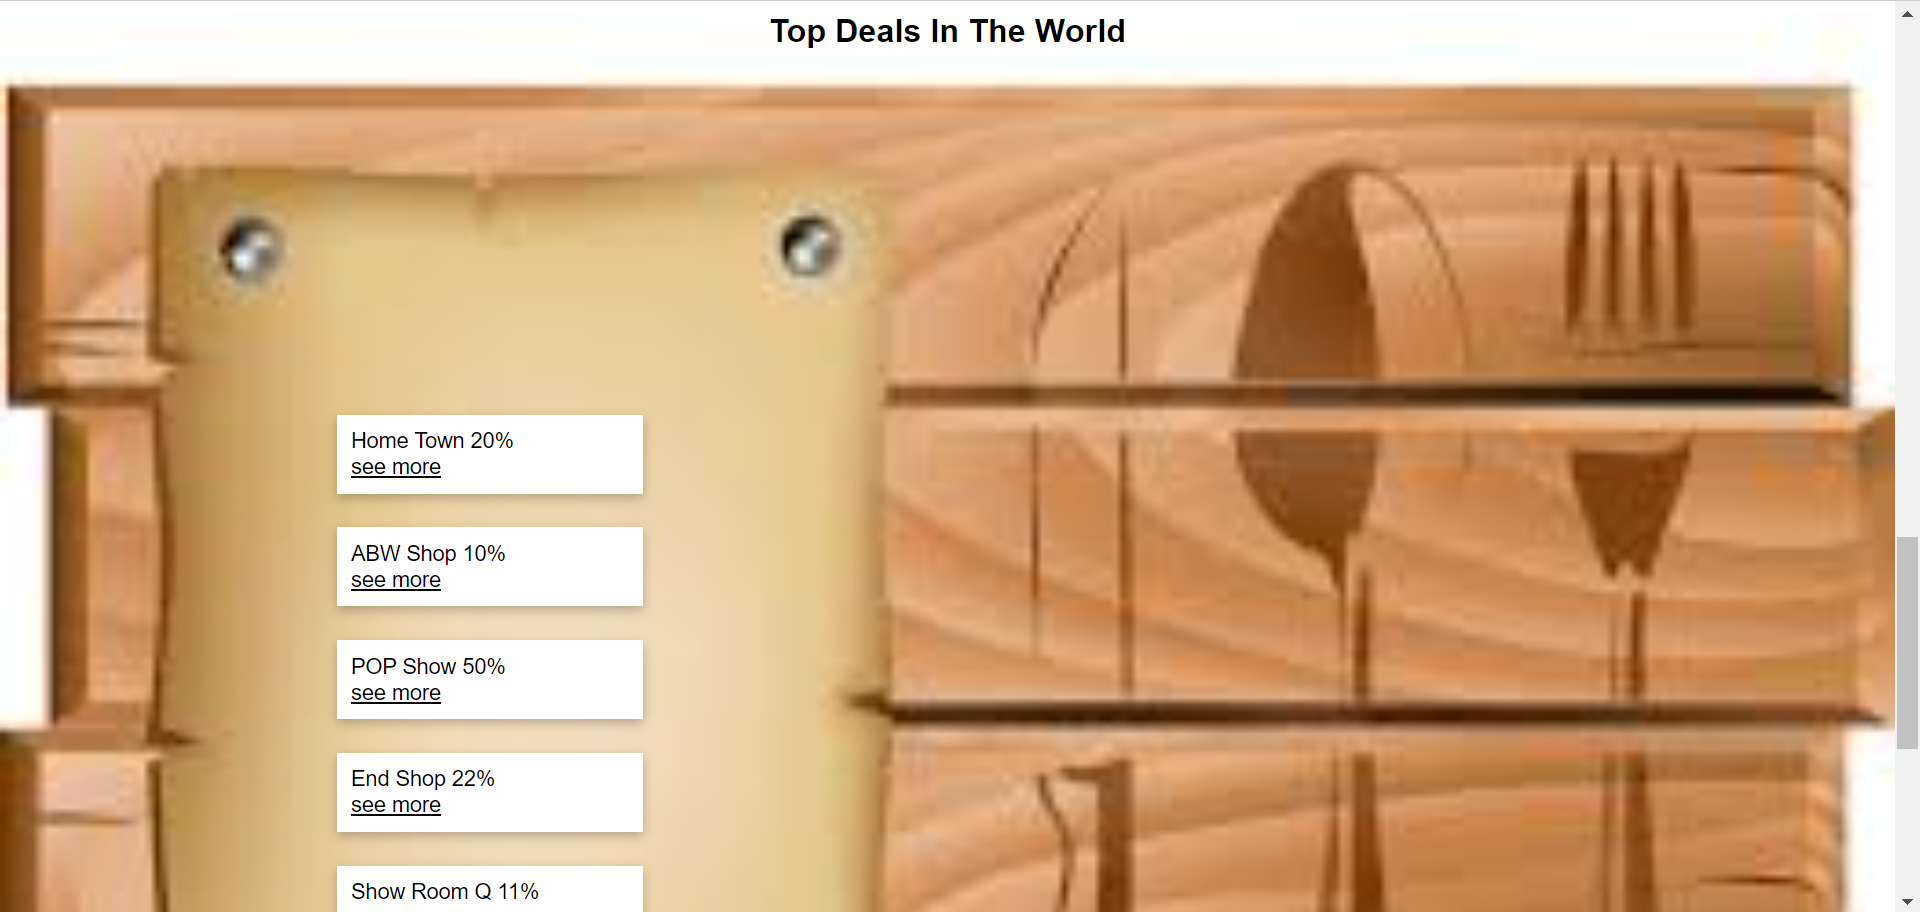 Top Deals In The World
Home Town 20%
see more
ABW Shop 10%
see more
POP Show 50%
see more
End Shop 22%
see more
Show Room Q 11%